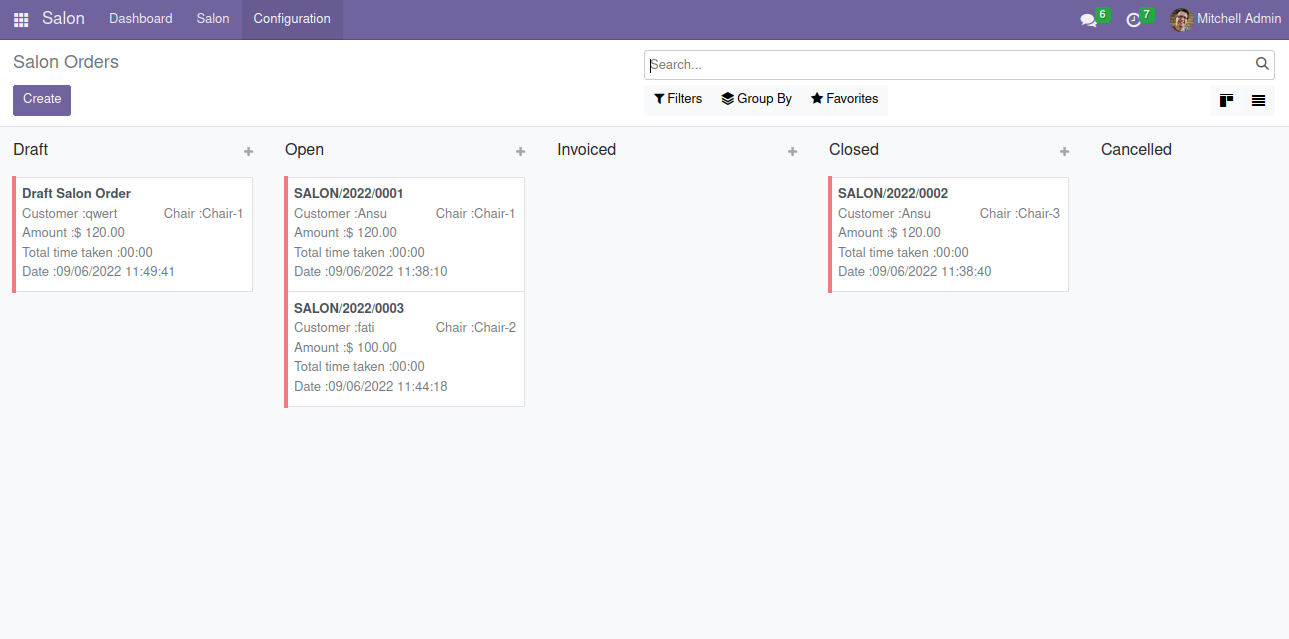 Salon Dashboard Salon Configuration 6 7 Mitchell Admin
Salon Orders
Search...
Create
Filters Group By Favorites
Draft
Draft Salon Order
Customer :qwert Chair :Chair-1
Amount :$ 120.00
Total time taken :00:00
Date :09/06/2022 11:49:41
Open
SALON/2022/0001
Customer :Ansu Chair :Chair-1
Amount :$ 120.00
Total time taken :00:00
Date :09/06/2022 11:38:10
SALON/2022/0003
Customer :fati Chair :Chair-2
Amount :$ 100.00
Total time taken :00:00
Date :09/06/2022 11:44:18
Invoiced
Closed
SALON/2022/0002
Customer :Ansu Chair :Chair-3
Amount :$ 120.00
Total time taken :00:00
Date :09/06/2022 11:38:40
Cancelled